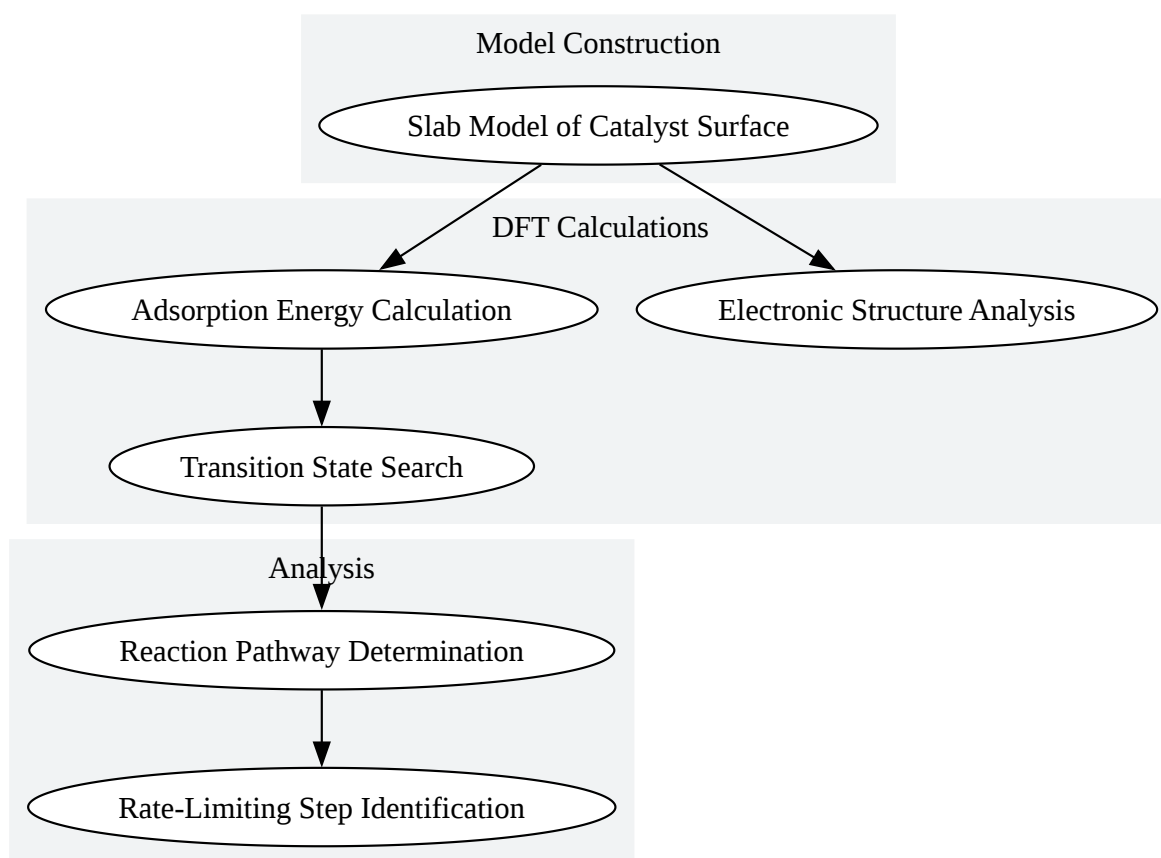 Model Construction
Slab Model of Catalyst Surface
DFT Calculations
Adsorption Energy Calculation
Electronic Structure Analysis
Transition State Search
Analysis
Reaction Pathway Determination
Rate-Limiting Step Identification